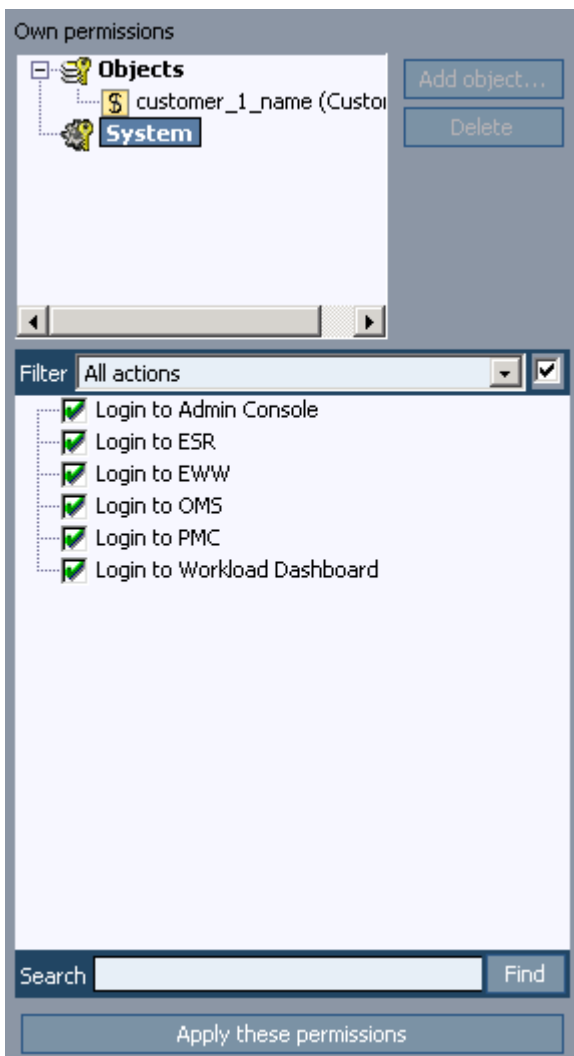 Own permissions
Objects
Add object...
customer_1_name (Custor
System
Delete
Filter All actions
Login to Admin Console
Login to ESR
Login to EWW
Login to OMS
Login to PMC
Login to Workload Dashboard
Search
Find
Apply these permissions